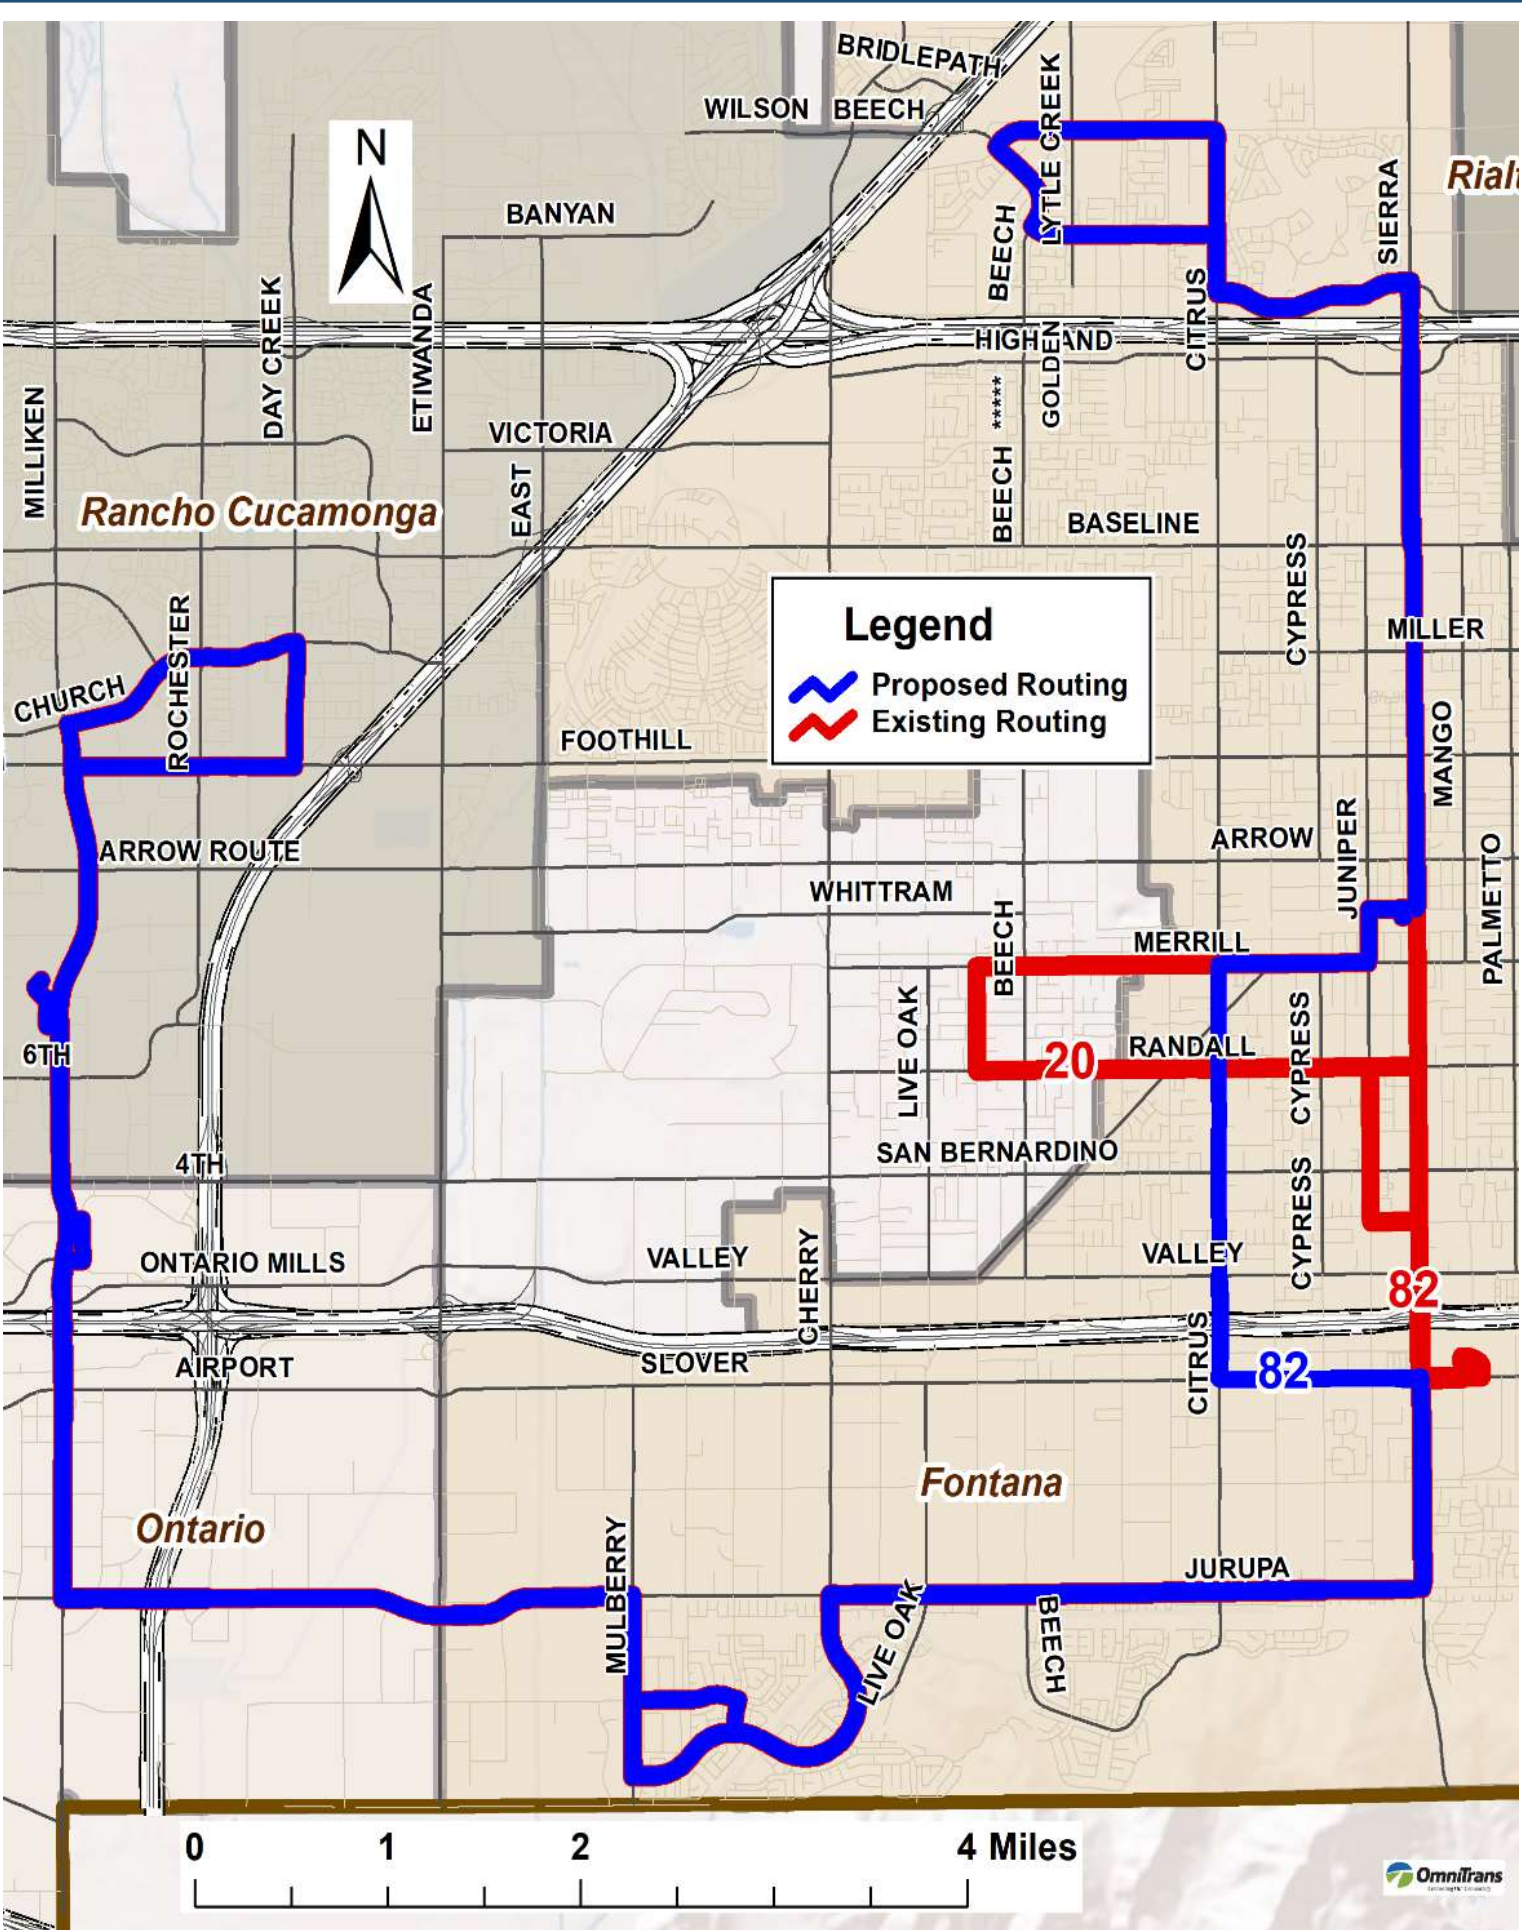 BRIDLEPATH
WILSON
BEECH
LYTLE CREEK
N
SIERRA
Rialt
BANYAN
BEECH
CITRUS
DAY CREEK
ETIWANDA
HIGHLAND
GOLDEN
MILLIKEN
BEECH *****
VICTORIA
EAST
Rancho Cucamonga
BASELINE
CYPRESS
ROCHESTER
Legend
Proposed Routing
Existing Routing
MILLER
CHURCH
MANGO
FOOTHILL
ARROW ROUTE
ARROW
JUNIPER
PALMETTO
WHITTRAM
BEECH
MERRILL
LIVE OAK
20
RANDALL
CYPRESS
6TH
SAN BERNARDINO
4TH
CYPRESS
ONTARIO MILLS
VALLEY
CHERRY
VALLEY
82
AIRPORT
SLOVER
CITRUS
82
Fontana
Ontario
MULBERRY
JURUPA
LIVE OAK
BEECH
0 1 2 4 Miles
OmniTrans